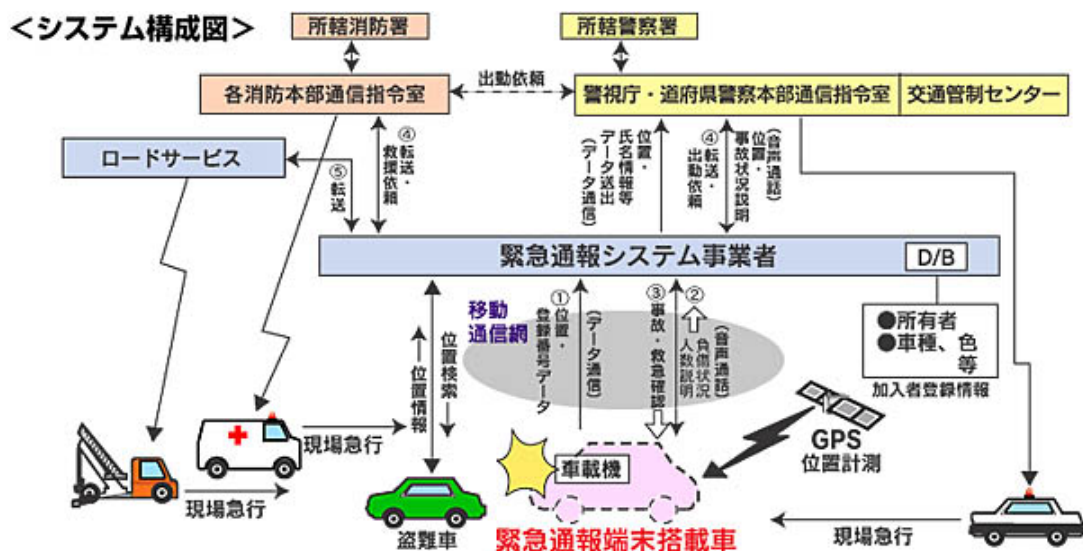 ＜システム構成図＞
所轄消防署
所轄警察署
各消防本部通信指令室
出動依頼
警視庁・道府県警察本部通信指令室
交通管制センター
ロードサービス
⑤転送
④転送・
救援依頼
位置・
氏名情報等
データ送出
(データ通信)
④転送・
出動依頼
(音声通話)
位置・
事故状況説明
緊急通報システム事業者
D/B
移動
通信網
①位置・
登録番号データ
(データ通信)
③事故・救急確認
②
負傷状況
人数説明
(音声通話)
●所有者
●車種、色
等
加入者登録情報
位置情報
位置検索
GPS
位置計測
車載機
現場急行
現場急行
盗難車
緊急通報端末搭載車
現場急行